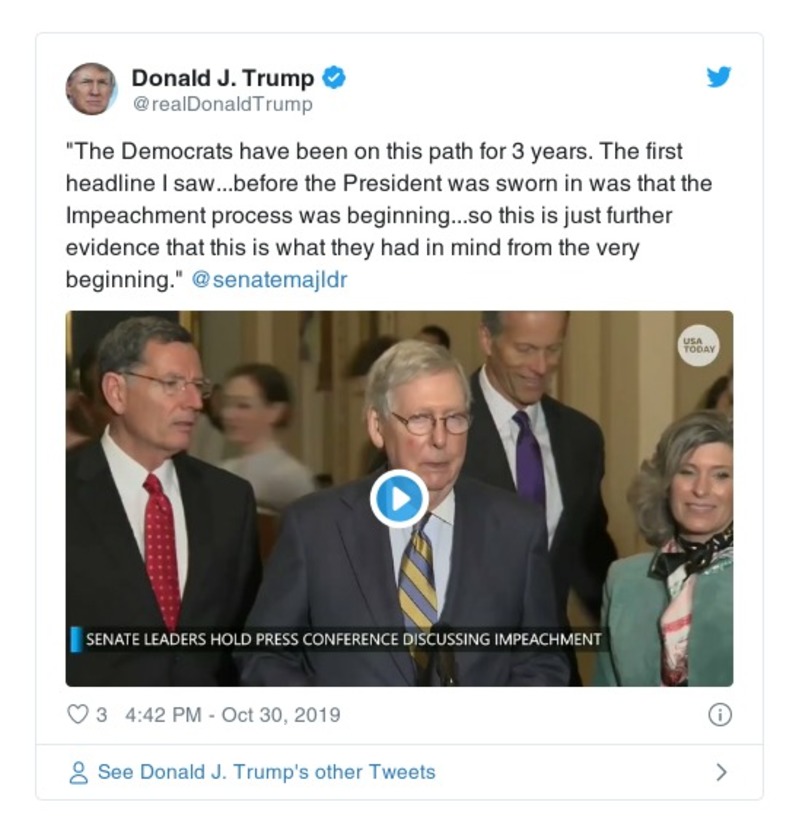 Donald J. Trump
@realDonaldTrump
"The Democrats have been on this path for 3 years. The first
headline I saw...before the President was sworn in was that the
Impeachment process was beginning...so this is just further
evidence that this is what they had in mind from the very
beginning." @senatemajldr
USA
TODAY
SENATE LEADERS HOLD PRESS CONFERENCE DISCUSSING IMPEACHMENT
3 4:42 PM - Oct 30, 2019
See Donald J. Trump's other Tweets